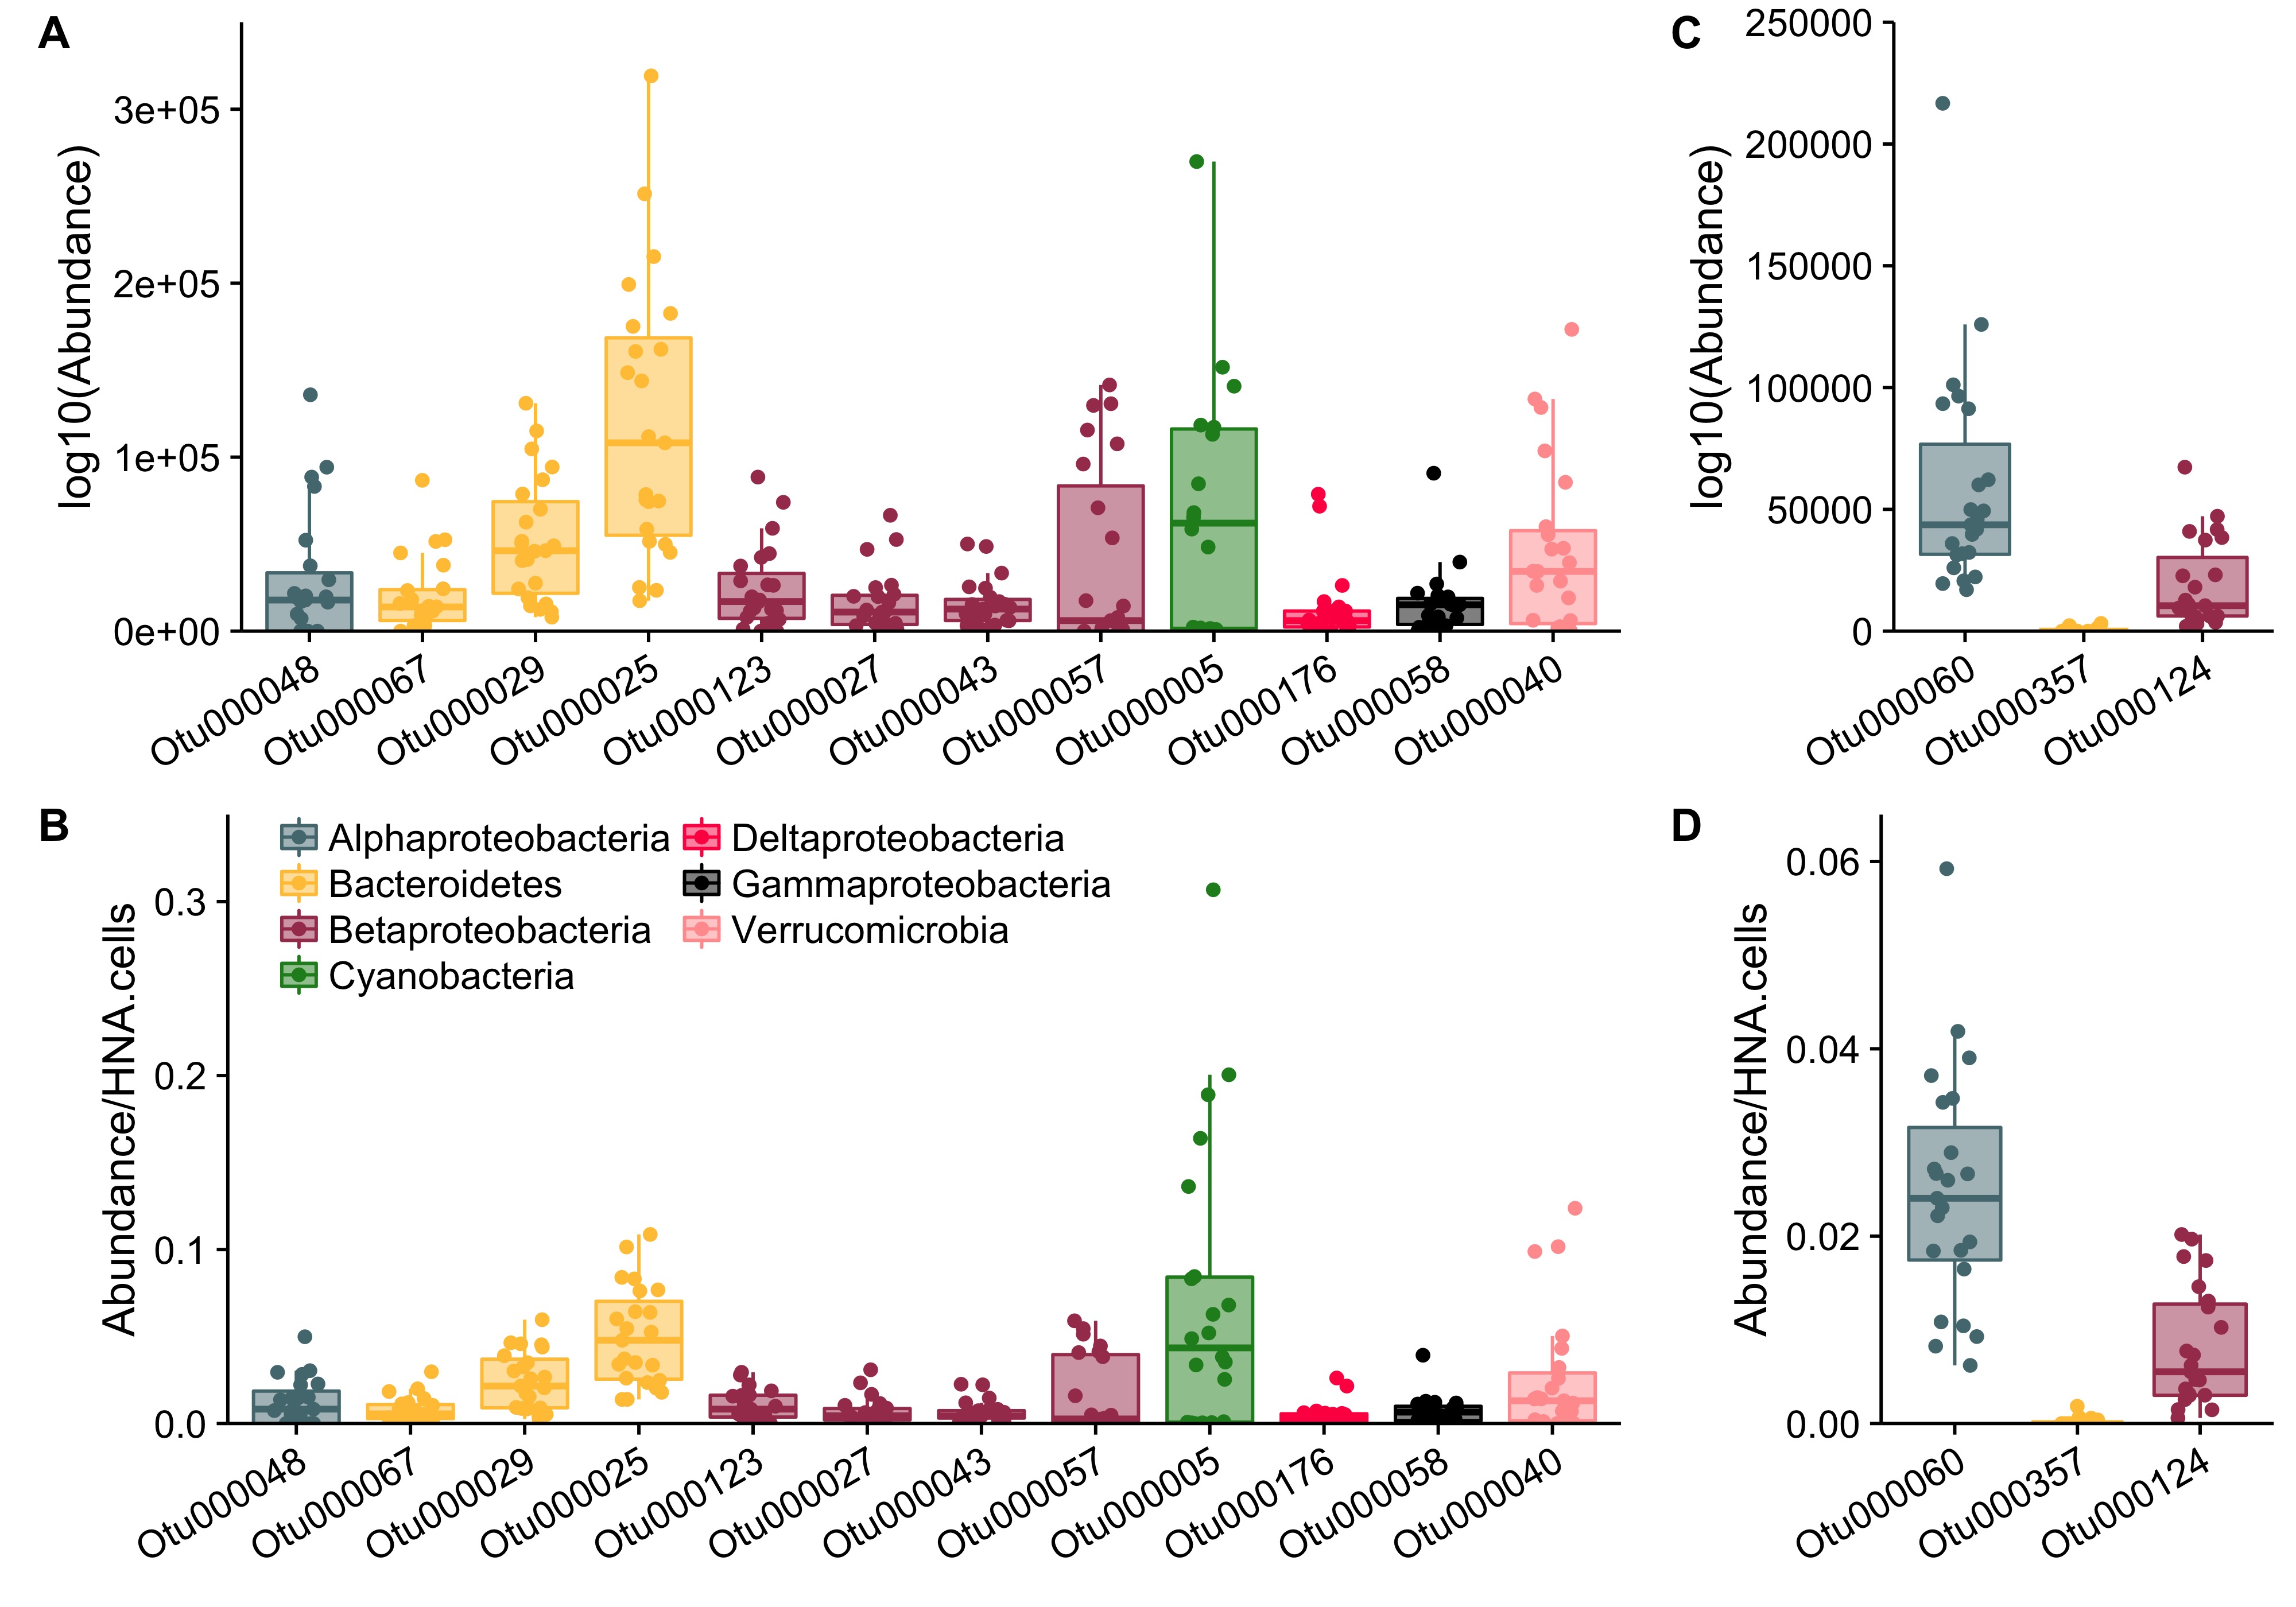 A
log10(Abundance)
3e+05
2e+05
1e+05
0e+00
Otu000048
Otu000067
Otu000029
Otu000025
Otu000123
Otu000027
Otu000043
Otu000057
Otu000005
Otu000176
Otu000058
Otu000040
C
log10(Abundance)
250000
200000
150000
100000
50000
0
Otu000060
Otu000357
Otu000124
B
Abundance/HNA.cells
0.3
0.2
0.1
0.0
Alphaproteobacteria
Bacteroidetes
Betaproteobacteria
Cyanobacteria
Deltaproteobacteria
Gammaproteobacteria
Verrucomicrobia
Otu000048
Otu000067
Otu000029
Otu000025
Otu000123
Otu000027
Otu000043
Otu000057
Otu000005
Otu000176
Otu000058
Otu000040
D
Abundance/HNA.cells
0.06
0.04
0.02
0.00
Otu000060
Otu000357
Otu000124